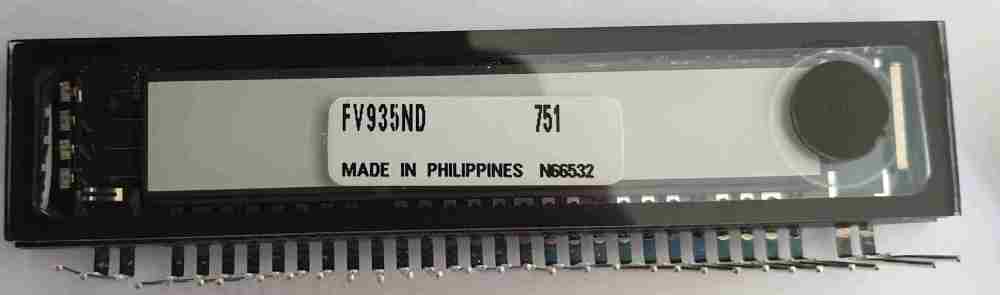 FV935ND 751
MADE IN PHILIPPINES N66532